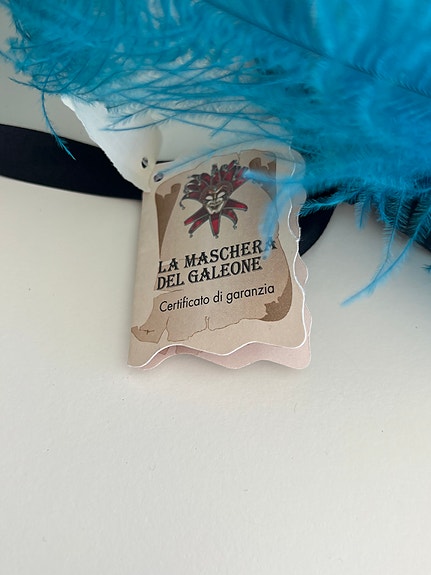 LA MASCHERA
DEL GALEONE
Certificato di garanzia